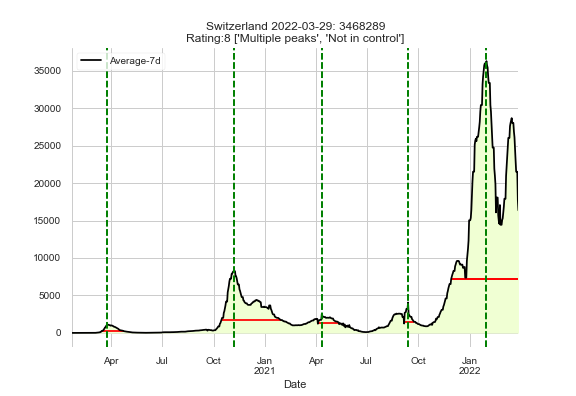 Switzerland 2022-03-29: 3468289
Rating:8 ['Multiple peaks', 'Not in control']
Average-7d
35000
30000
25000
20000
15000
10000
5000
0
Apr Jul Oct Jan Apr Jul Oct Jan
2021 2022
Date